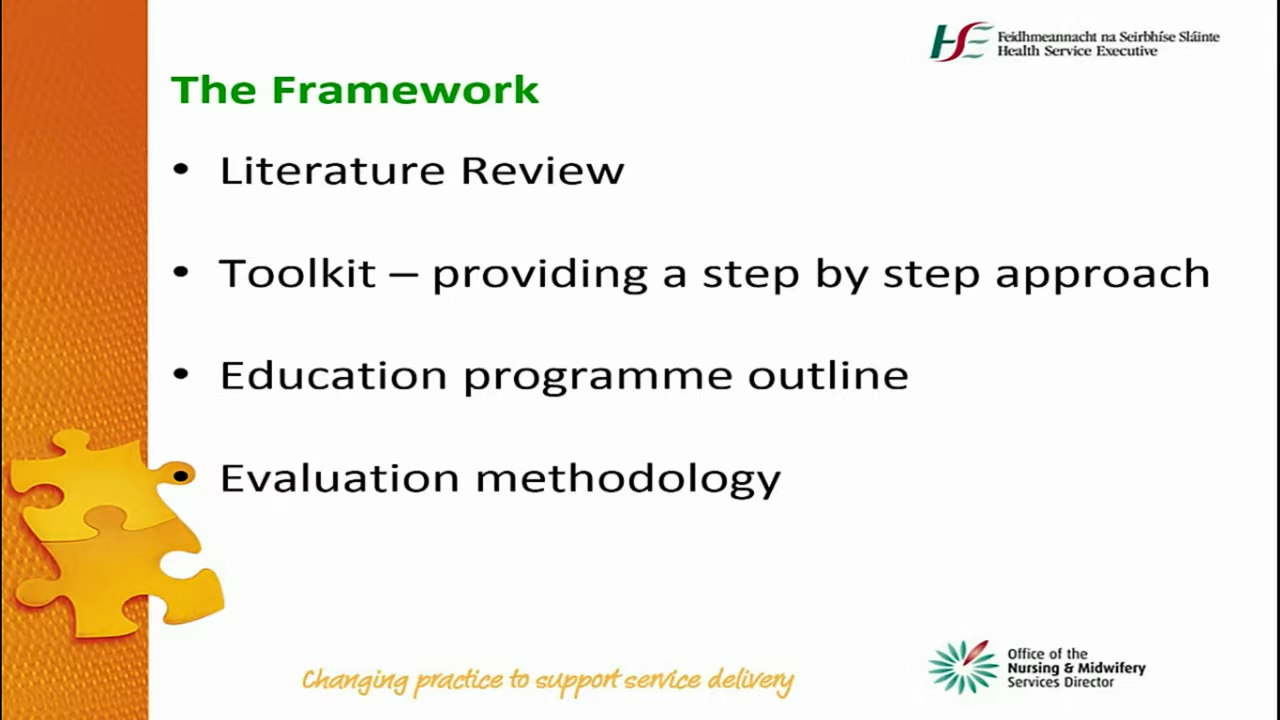 Feidhmeannacht na Seirbhíse Sláinte
Health Service Executive
The Framework
• Literature Review
• Toolkit – providing a step by step approach
• Education programme outline
• Evaluation methodology
Changing practice to support service delivery
Office of the
Nursing & Midwifery
Services Director